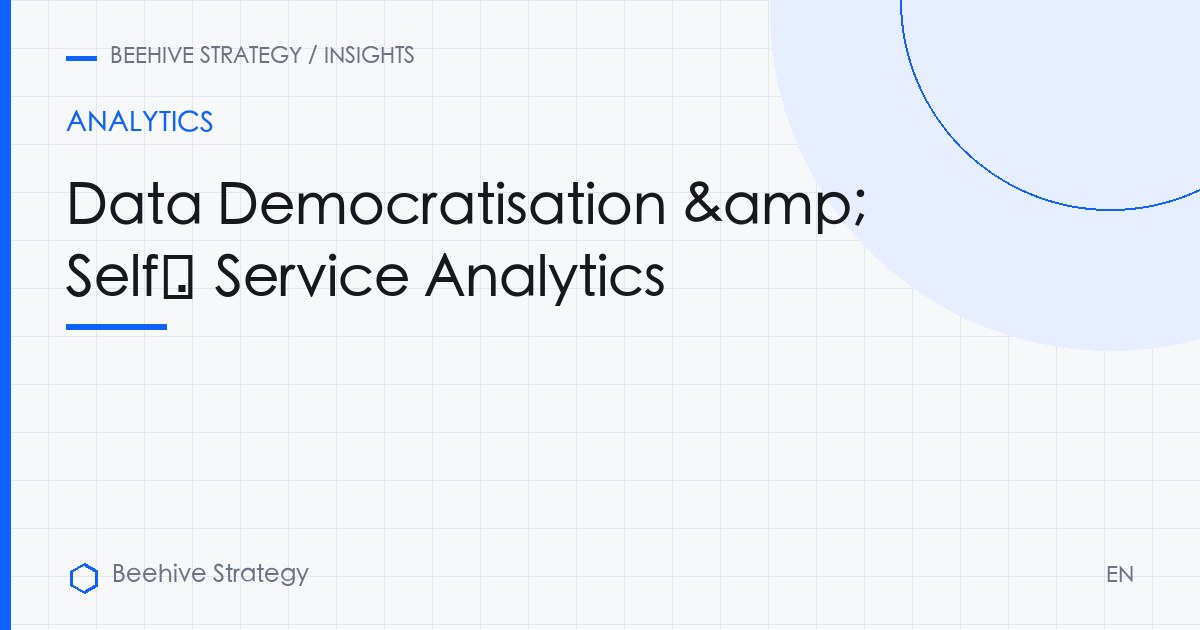 BEEHIVE STRATEGY / INSIGHTS
ANALYTICS
Data Democratisation &amp;
Self▯ Service Analytics
Beehive Strategy
EN